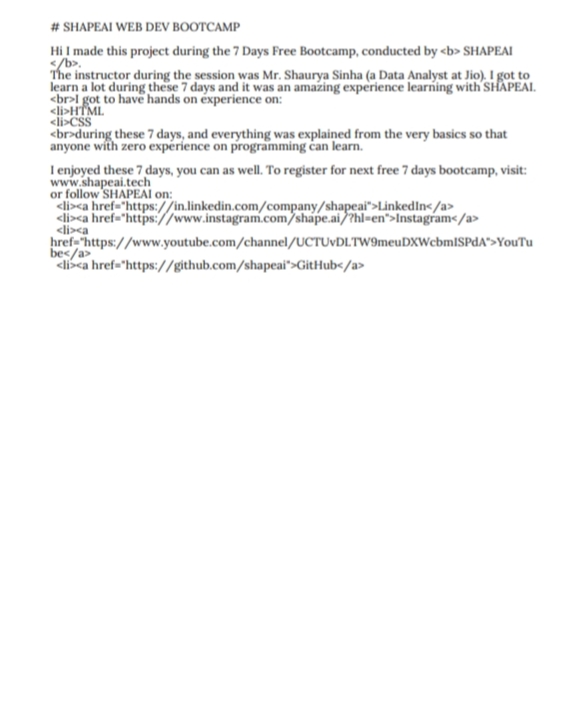 # SHAPEAI WEB DEV BOOTCAMP
Hi I made this project during the 7 Days Free Bootcamp, conducted by <b> SHAPEAI
</b>.
The instructor during the session was Mr. Shaurya Sinha (a Data Analyst at Jio). I got to
learn a lot during these 7 days and it was an amazing experience learning with SHAPEAI.
<br>I got to have hands on experience on:
<li>HTML
<li>CSS
<br>during these 7 days, and everything was explained from the very basics so that
anyone with zero experience on programming can learn.
I enjoyed these 7 days, you can as well. To register for next free 7 days bootcamp, visit:
www.shapeai.tech
or follow SHAPEAI on:
<li><a href="https://in.linkedin.com/company/shapeai">LinkedIn</a>
<li><a href="https://www.instagram.com/shape.ai/?hl=en">Instagram</a>
<li><a
href="https://www.youtube.com/channel/UCTUvDLTW9meuDXWcbmISPdA">YouTu
be</a>
<li><a href="https://github.com/shapeai">GitHub</a>